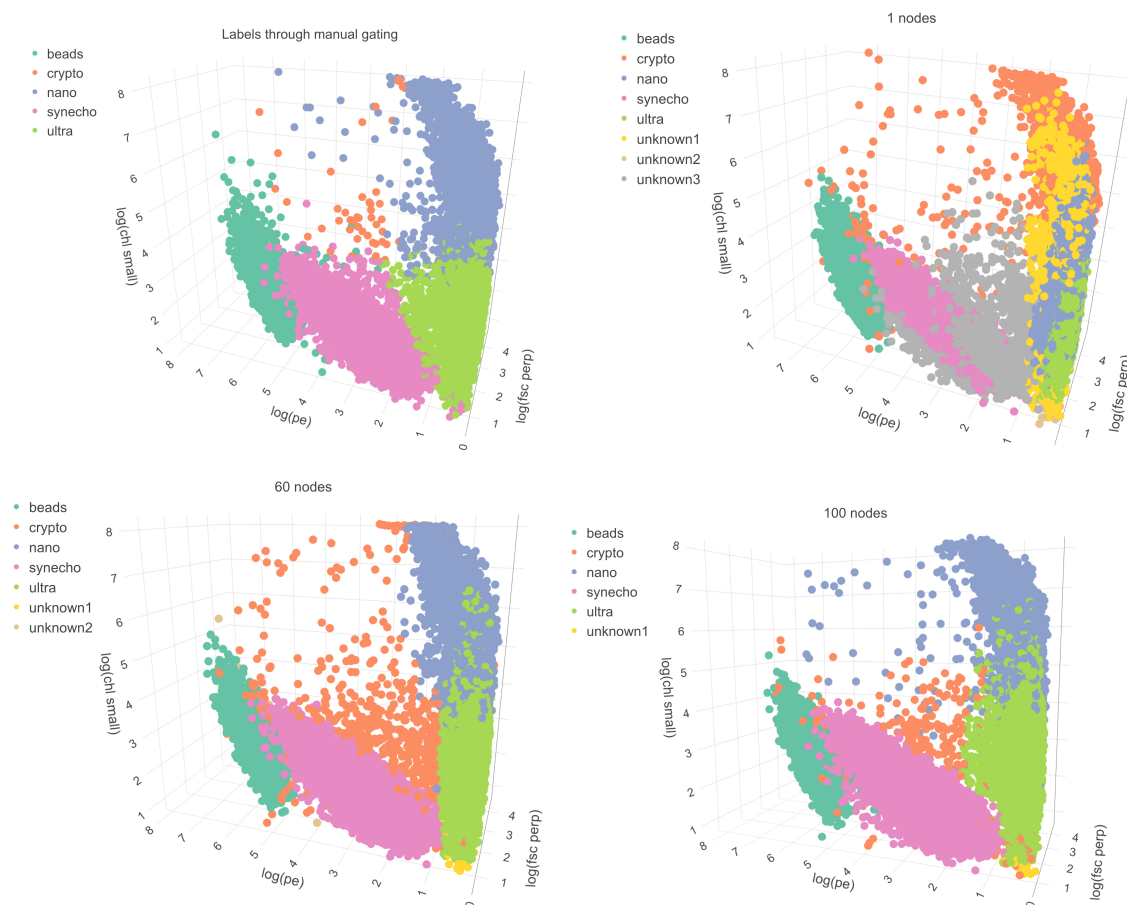 Labels through manual gating
beads
crypto
nano
synecho
ultra
8
7
6
5
4
3
2
1
log(chl small)
8
7
6
5
4
3
2
1
0
log(pe)
4
3
2
1
log(fsc perp)
1 nodes
beads
crypto
nano
synecho
ultra
unknown1
unknown2
unknown3
8
7
6
5
4
3
2
1
log(chl small)
7
6
5
4
3
2
1
log(pe)
4
3
2
1
log(fsc perp)
60 nodes
beads
crypto
nano
synecho
ultra
unknown1
unknown2
8
7
6
5
4
3
2
1
log(chl small)
8
7
6
5
4
3
2
1
0
log(pe)
4
3
2
1
log(fsc perp)
100 nodes
beads
crypto
nano
synecho
ultra
unknown1
8
7
6
5
4
3
2
1
log(chl small)
8
7
6
5
4
3
2
1
0
log(pe)
4
3
2
1
log(fsc perp)